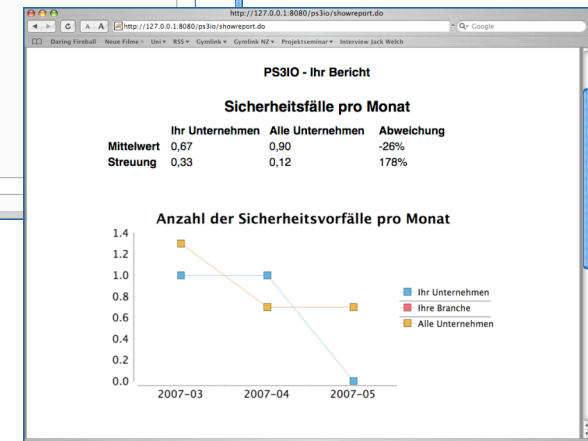 http://127.0.0.1:8080/ps3io/showreport.do
C A A http://127.0.0.1:8080/ps3io/showreport.do Q Google
Daring Fireball Neue Filme Uni RSS Gymlink Gymlink NZ Projektseminar Interview Jack Welch
PS3IO - Ihr Bericht
Sicherheitsfälle pro Monat
Ihr Unternehmen Alle Unternehmen Abweichung
Mittelwert 0,67 0,90 -26%
Streuung 0,33 0,12 178%
Anzahl der Sicherheitsvorfälle pro Monat
1.4
1.2
1.0
0.8
0.6
0.4
0.2
0.0
2007-03 2007-04 2007-05
Ihr Unternehmen
Ihre Branche
Alle Unternehmen